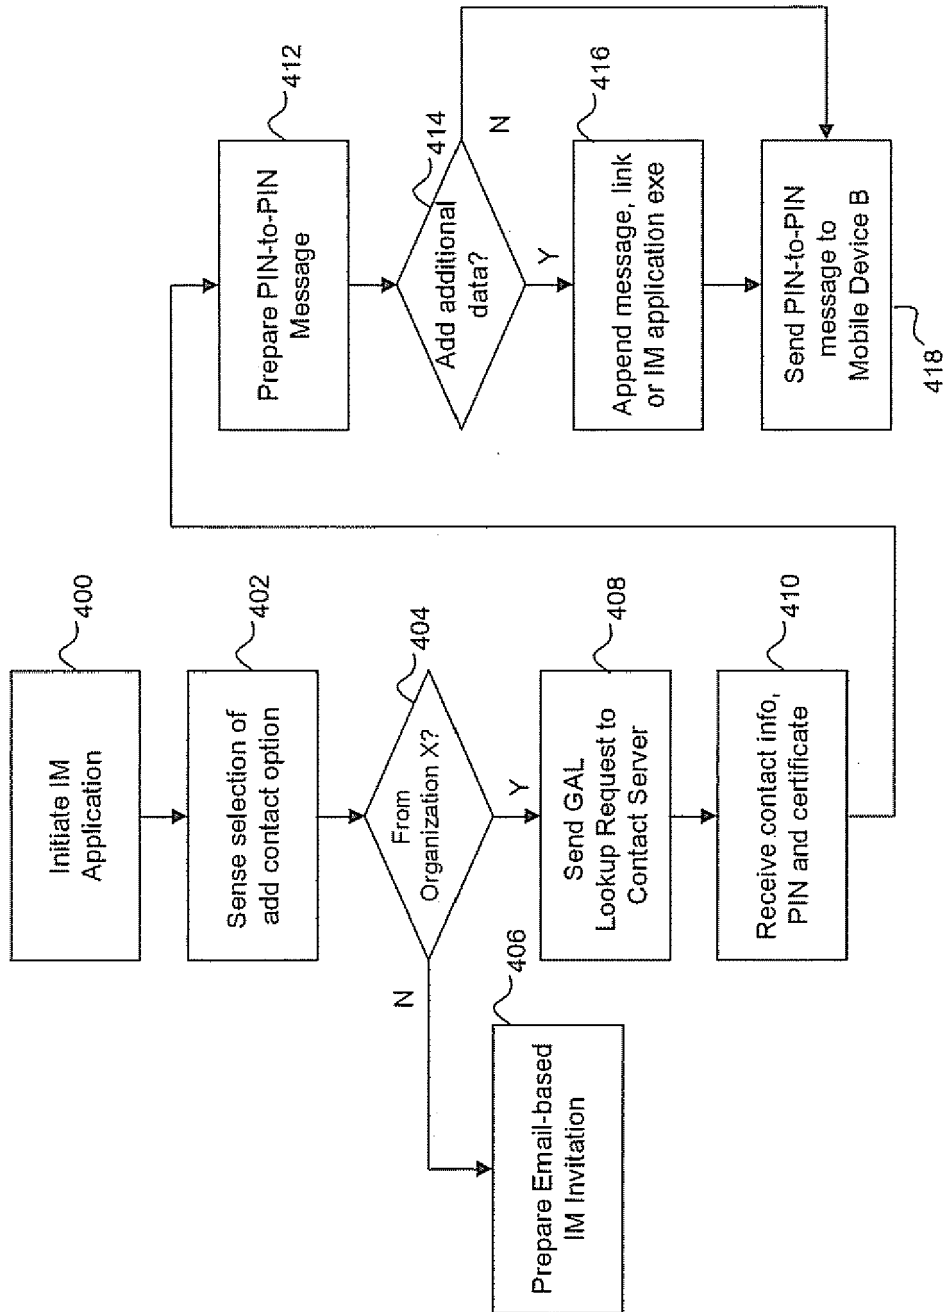 Initiate IM
Application
400
Sense selection of
add contact option
402
From
Organization X?
404
N
Y
Prepare Email-based
IM Invitation
406
Send GAL
Lookup Request to
Contact Server
408
Receive contact info,
PIN and certificate
410
Prepare PIN-to-PIN
Message
412
Add additional
data?
414
N
Y
Append message, link
or IM application exe
416
Send PIN-to-PIN
message to
Mobile Device B
418